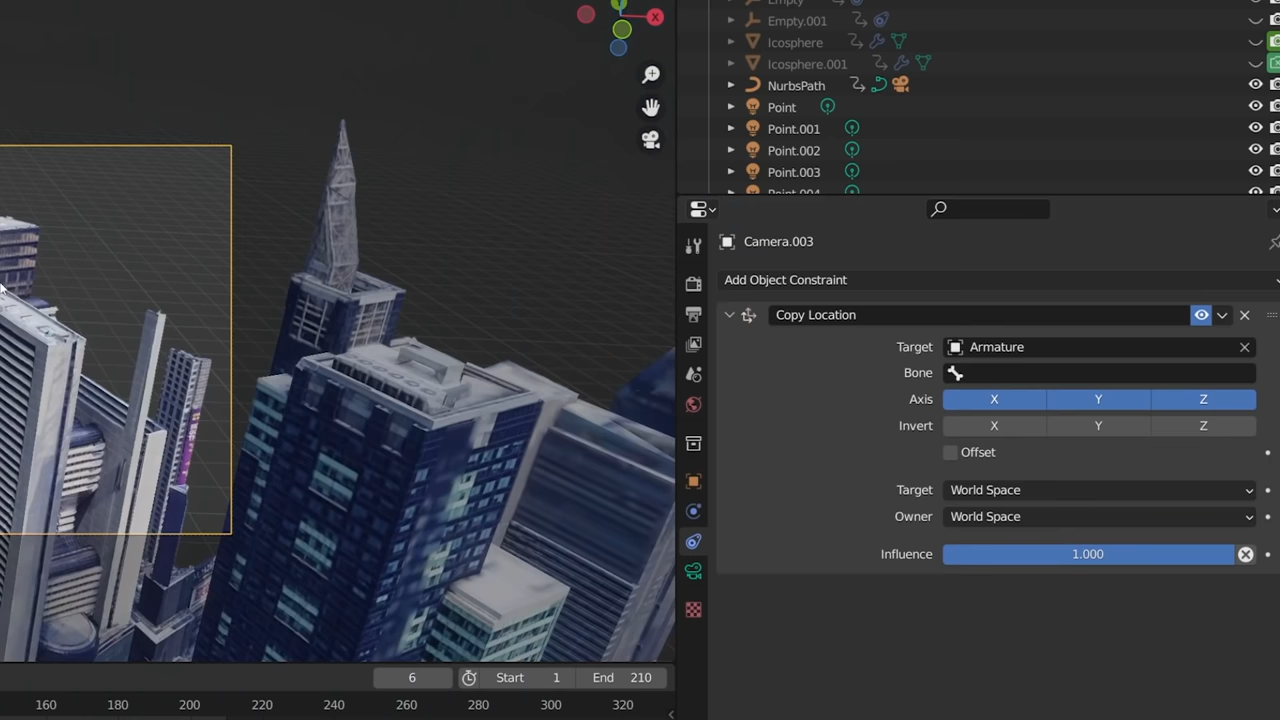 X
Empty
Empty.001
Icosphere
Icosphere.001
NurbsPath
Point
Point.001
Point.002
Point.003
Point.004
Camera.003
Add Object Constraint
Copy Location
Target Armature
Bone
Axis X Y Z
Invert X Y Z
Offset
Target World Space
Owner World Space
Influence 1.000
6 Start 1 End 210
160 180 200 220 240 260 280 300 320